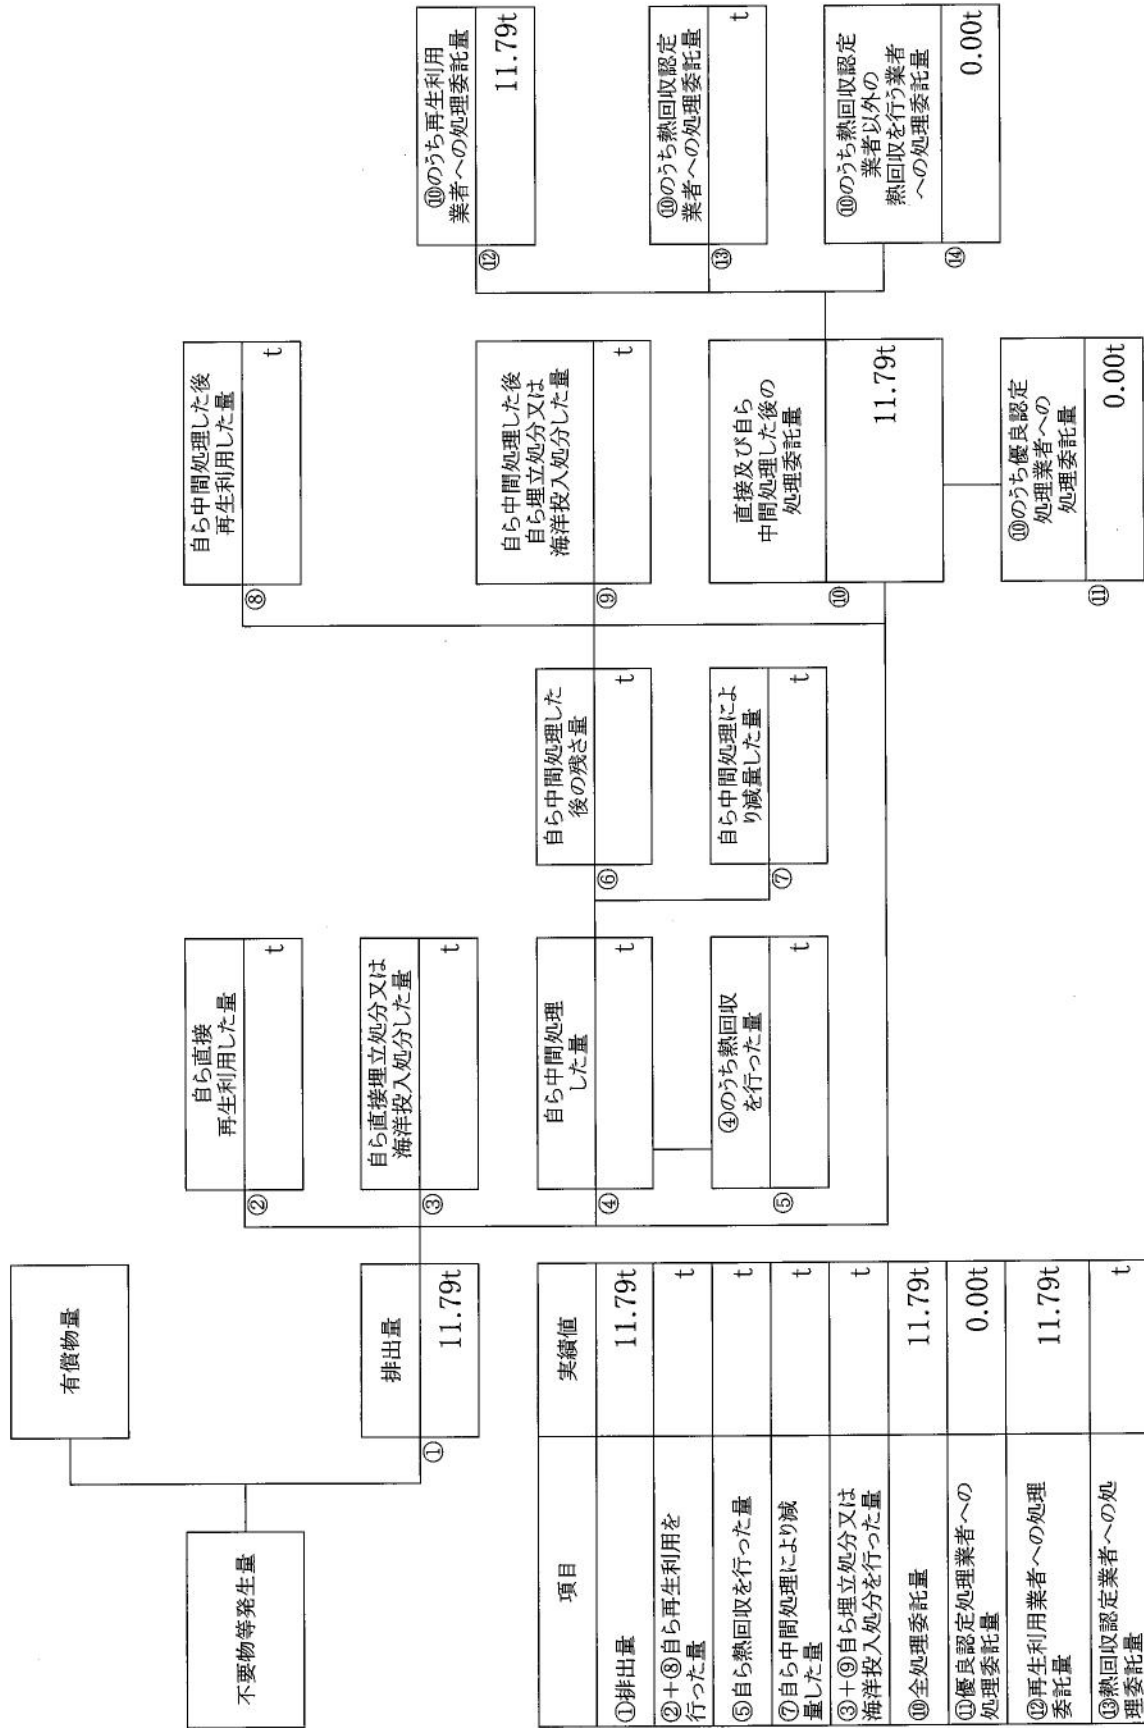 不要物等発生量
有償物量
①
排出量
11.79t
②
自ら直接
再生利用した量
t
③
自ら直接埋立処分又は
海洋投入処分した量
t
④
自ら中間処理
した量
t
⑤
④のうち熱回収
を行った量
t
⑥
自ら中間処理した
後の残さ量
t
⑦
自ら中間処理によ
り減量した量
t
⑧
自ら中間処理した後
再生利用した量
t
⑨
自ら中間処理した後
自ら埋立処分又は
海洋投入処分した量
t
⑩
直接及び自ら
中間処理した後の
処理委託量
11.79t
⑪
⑩のうち優良認定
処理業者への
処理委託量
0.00t
⑫
⑩のうち再生利用
業者への処理委託量
11.79t
⑬
⑩のうち熱回収認定
業者への処理委託量
t
⑭
⑩のうち熱回収認定
業者以外の
熱回収を行う業者
への処理委託量
0.00t
項目 実績値
①排出量 11.79t
②+⑧自ら再生利用を
行った量 t
⑤自ら熱回収を行った量 t
⑦自ら中間処理により減
量した量 t
③+⑨自ら埋立処分又は
海洋投入処分を行った量 t
⑩全処理委託量 11.79t
⑪優良認定処理業者への
処理委託量 0.00t
⑫再生利用業者への処理
委託量 11.79t
⑬熱回収認定業者への処
理委託量 t